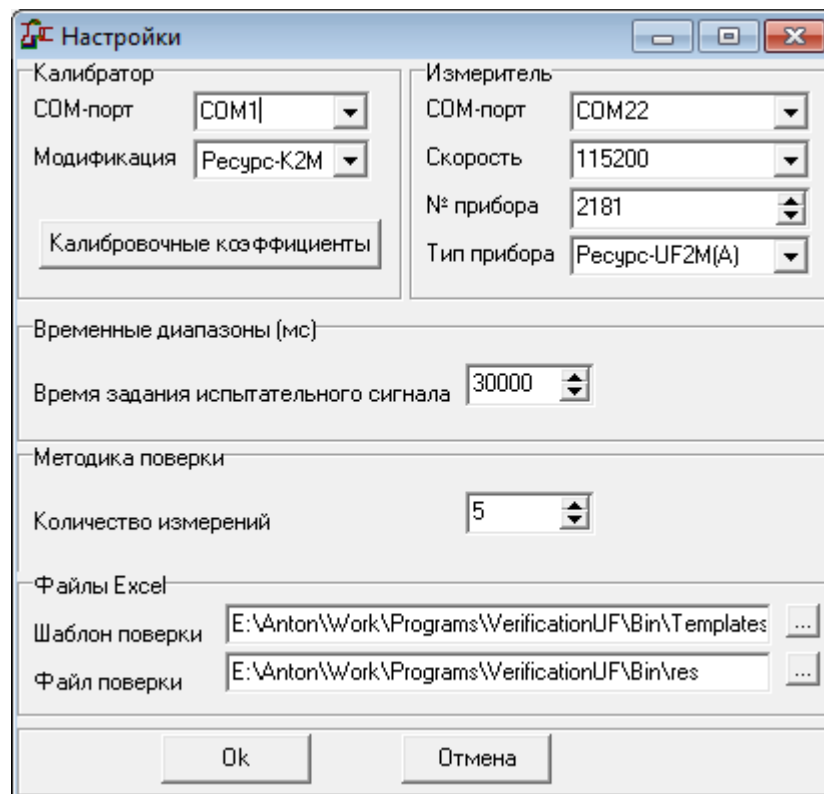 Настройки
Калибратор
COM-порт COM1
Модификация Ресурс-K2M
Калибровочные коэффициенты
Измеритель
COM-порт COM22
Скорость 115200
№ прибора 2181
Тип прибора Ресурс-UF2M(A)
Временные диапазоны (мс)
Время задания испытательного сигнала 30000
Методика поверки
Количество измерений 5
Файлы Excel
Шаблон поверки E:\Anton\Work\Programs\VerificationUF\Bin\Templates ...
Файл поверки E:\Anton\Work\Programs\VerificationUF\Bin\res ...
Ok Отмена